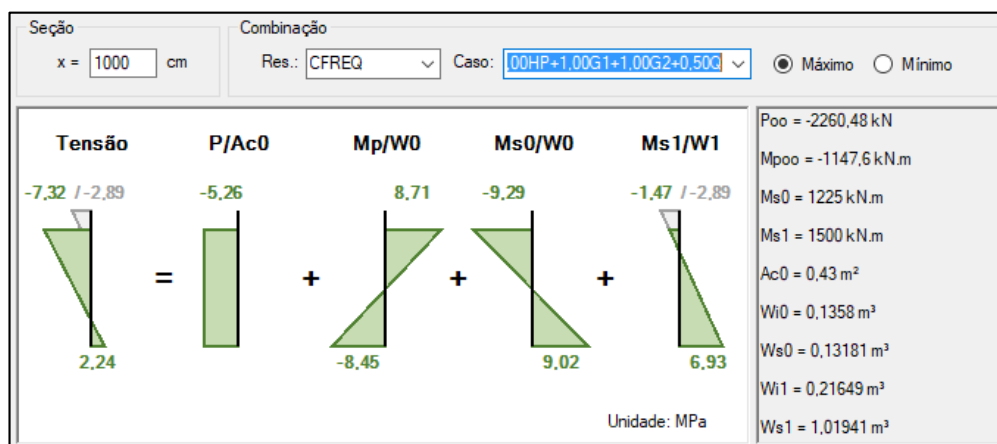 Seção
x = 1000 cm
Combinação
Res.: CFREQ Caso: ,00HP+1,00G1+1,00G2+0,50Q Máximo Mínimo
Tensão P/Ac0 Mp/W0 Ms0/W0 Ms1/W1
-7,32 / -2,89 -5,26 8,71 -9,29 -1,47 / -2,89
= + + +
2,24 -8,45 9,02 6,93
Unidade: MPa
Poo = -2260,48 kN
Mpoo = -1147,6 kN.m
Ms0 = 1225 kN.m
Ms1 = 1500 kN.m
Ac0 = 0,43 m²
Wi0 = 0,1358 m³
Ws0 = 0,13181 m³
Wi1 = 0,21649 m³
Ws1 = 1,01941 m³